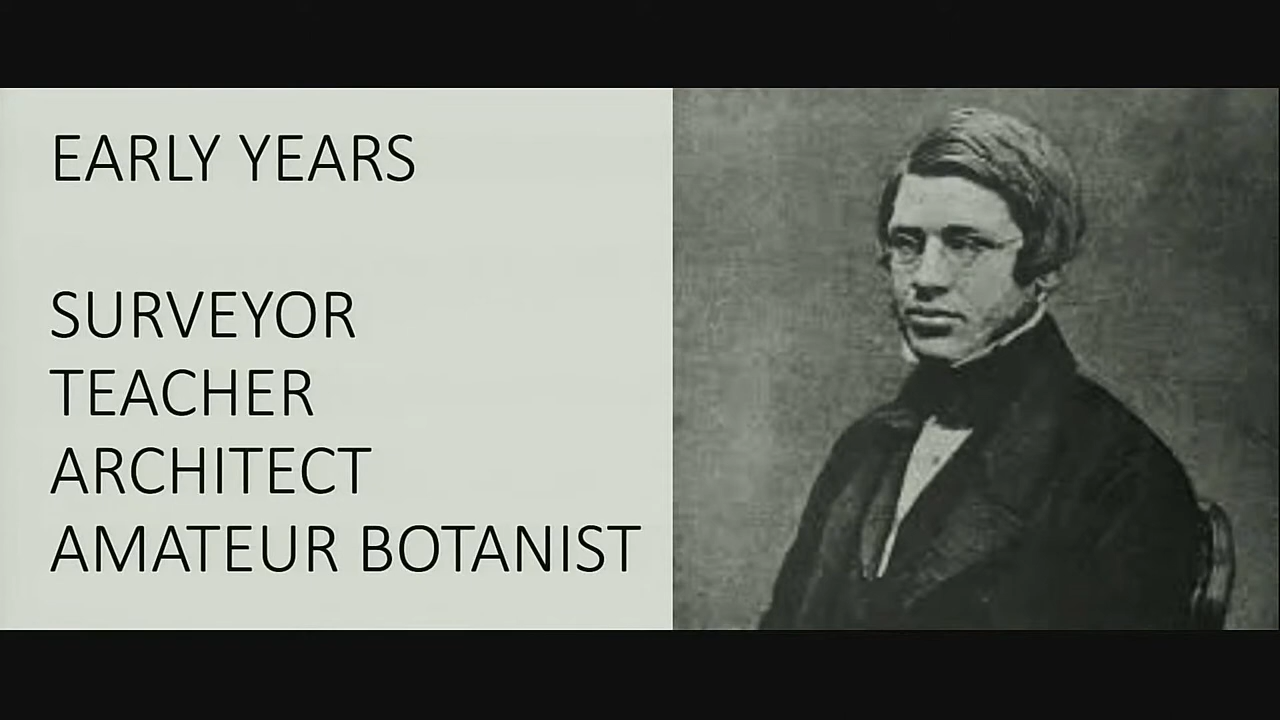 EARLY YEARS
SURVEYOR
TEACHER
ARCHITECT
AMATEUR BOTANIST